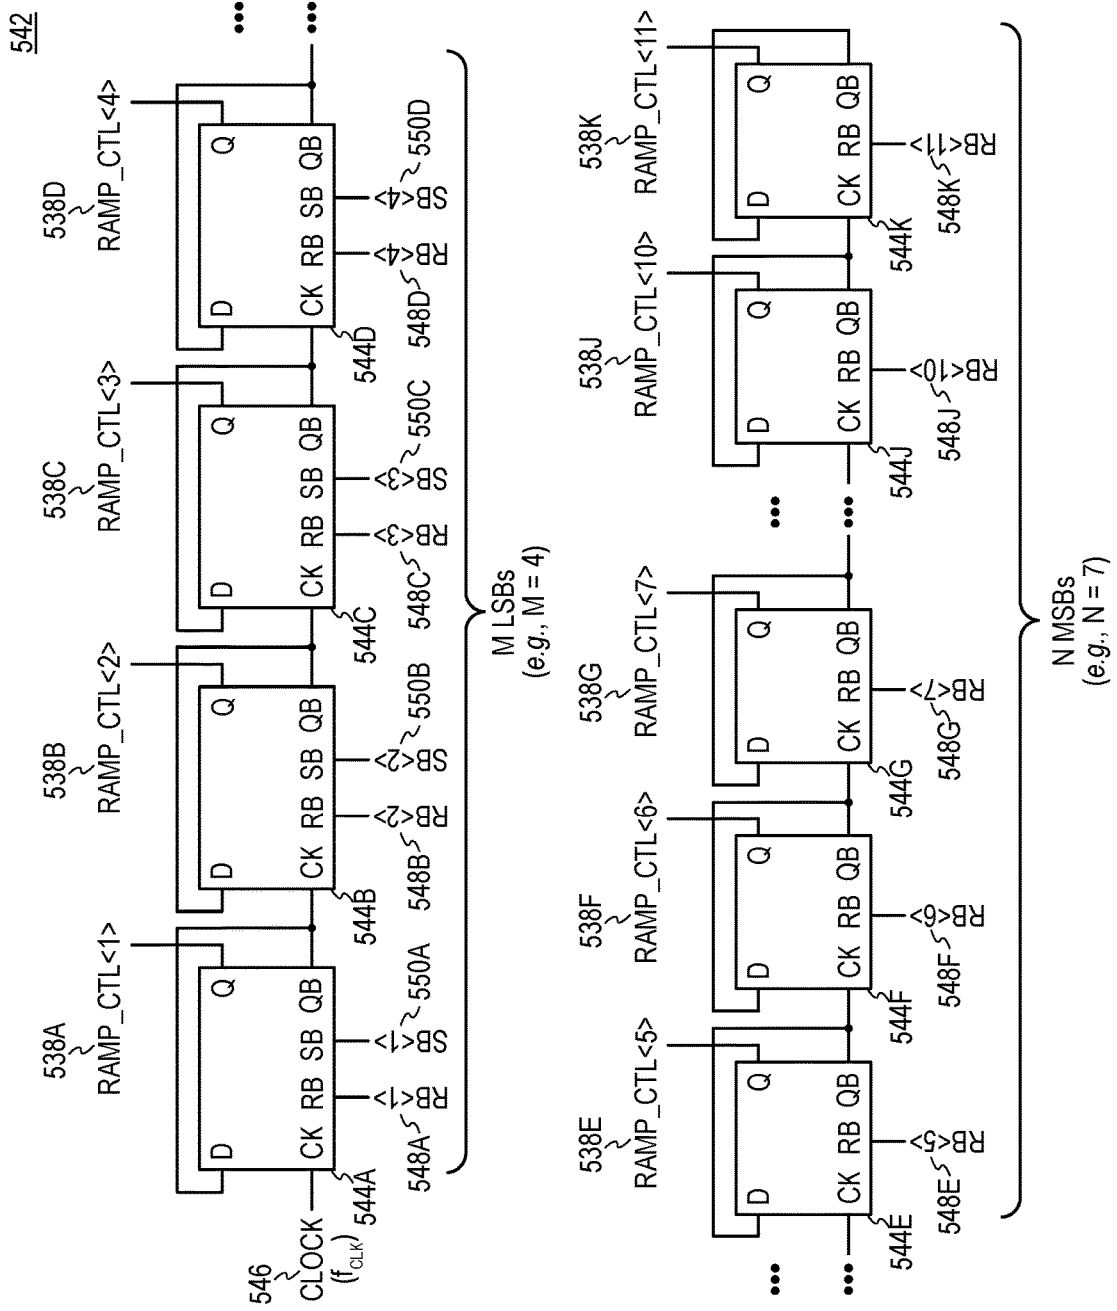 542
538A
RAMP_CTL<1>
538B
RAMP_CTL<2>
538C
RAMP_CTL<3>
538D
RAMP_CTL<4>
D Q
CK RB SB QB
D Q
CK RB SB QB
D Q
CK RB SB QB
D Q
CK RB SB QB
546
CLOCK
(fCLK)
544A
544B
544C
544D
RB<1>
SB<1>
RB<2>
SB<2>
RB<3>
SB<3>
RB<4>
SB<4>
548A
550A
548B
550B
548C
550C
548D
550D
M LSBs
(e.g., M = 4)
538E
RAMP_CTL<5>
538F
RAMP_CTL<6>
538G
RAMP_CTL<7>
538J
RAMP_CTL<10>
538K
RAMP_CTL<11>
D Q
CK RB QB
D Q
CK RB QB
D Q
CK RB QB
D Q
CK RB QB
D Q
CK RB QB
544E
544F
544G
544J
544K
RB<5>
RB<6>
RB<7>
RB<10>
RB<11>
548E
548F
548G
548J
548K
N MSBs
(e.g., N = 7)